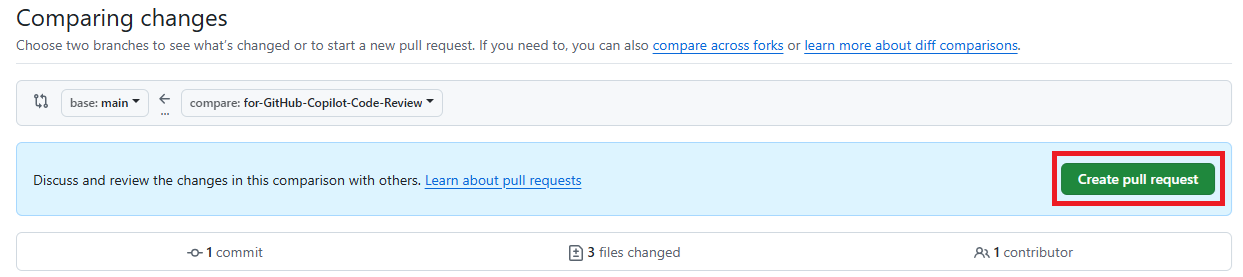 Comparing changes
Choose two branches to see what's changed or to start a new pull request. If you need to, you can also compare across forks or learn more about diff comparisons.
base: main compare: for-GitHub-Copilot-Code-Review
...
Discuss and review the changes in this comparison with others. Learn about pull requests Create pull request
1 commit 3 files changed 1 contributor